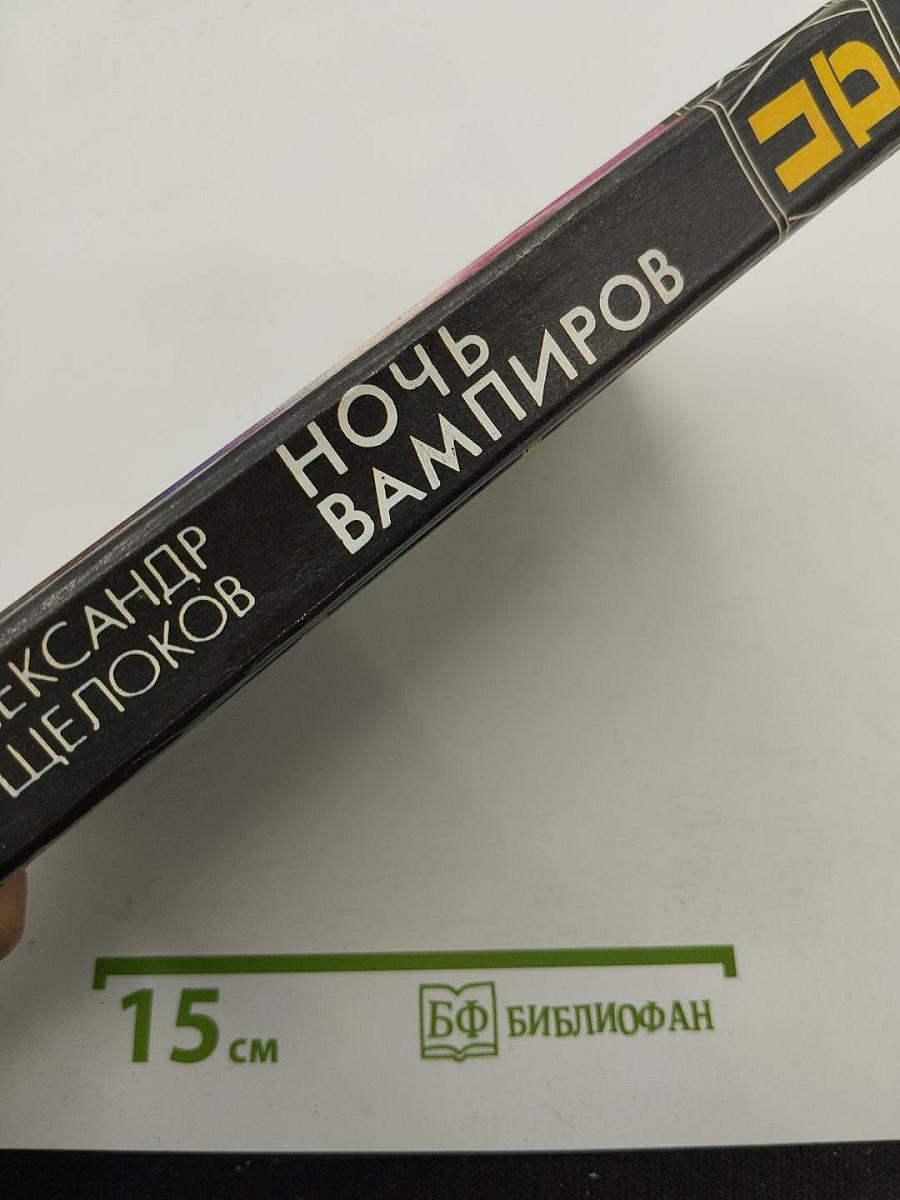 ЕКСАНДР
ЩЕЛОКОВ
НОЧЬ
ВАМПИРОВ
15 см
БФ БИБЛИОФАН